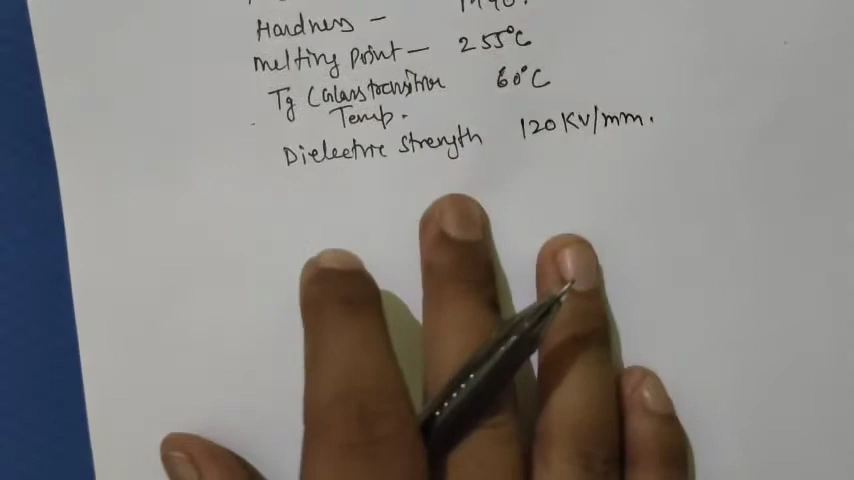 Hardness –
melting point – 255°C
Tg (Glass transition 60°C
Temp.
Dielectric strength 120 KV/mm.